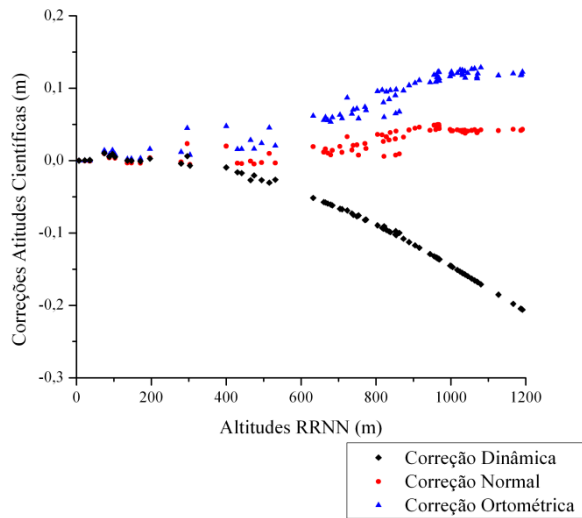 0,2
0,1
0,0
-0,1
-0,2
-0,3
Correções Atitudes Científicas (m)
0 200 400 600 800 1000 1200
Altitudes RRNN (m)
Correção Dinâmica
Correção Normal
Correção Ortométrica